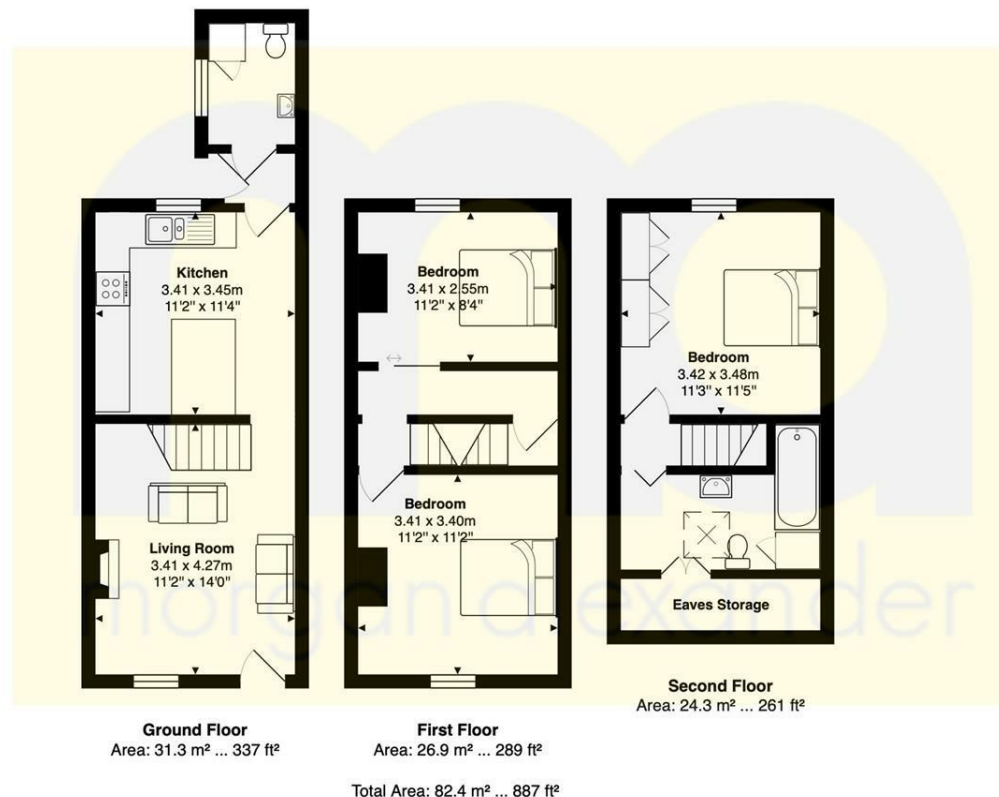 Kitchen
3.41 x 3.45m
11'2" x 11'4"
Living Room
3.41 x 4.27m
11'2" x 14'0"
Ground Floor
Area: 31.3 m² ... 337 ft²
Bedroom
3.41 x 2.55m
11'2" x 8'4"
Bedroom
3.41 x 3.40m
11'2" x 11'2"
First Floor
Area: 26.9 m² ... 289 ft²
Bedroom
3.42 x 3.48m
11'3" x 11'5"
Eaves Storage
Second Floor
Area: 24.3 m² ... 261 ft²
Total Area: 82.4 m² ... 887 ft²
ma
morgan alexander